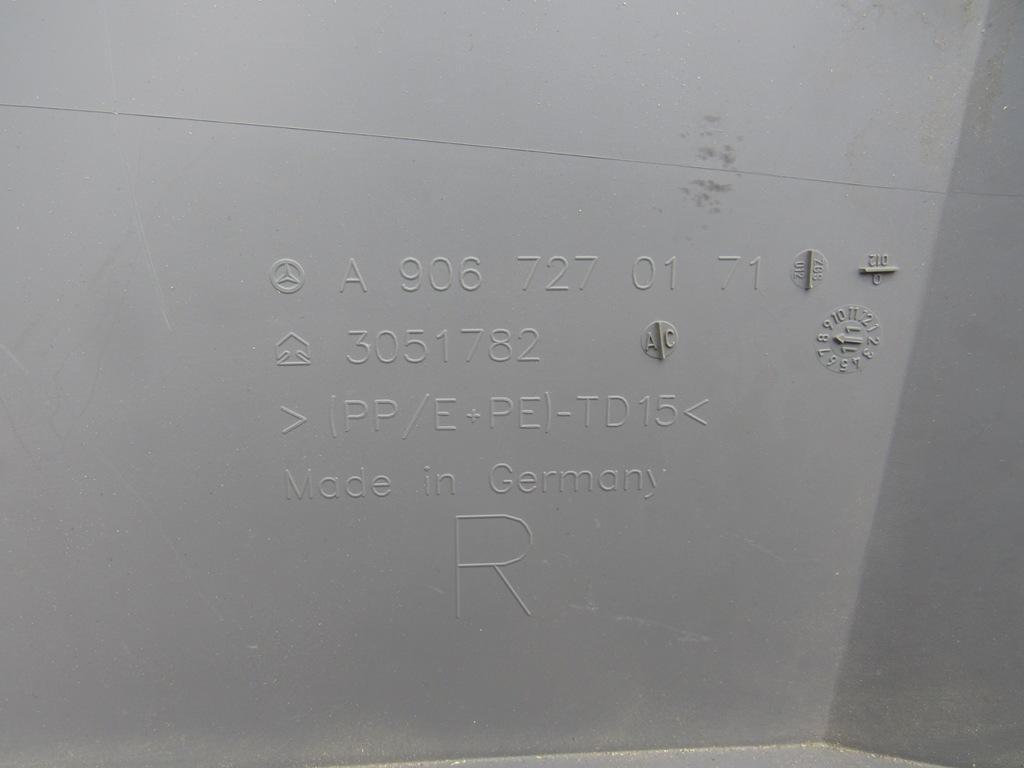 A 906 727 01 71
3051782 A C
>(PP/E+PE)-TD15<
Made in Germany
R